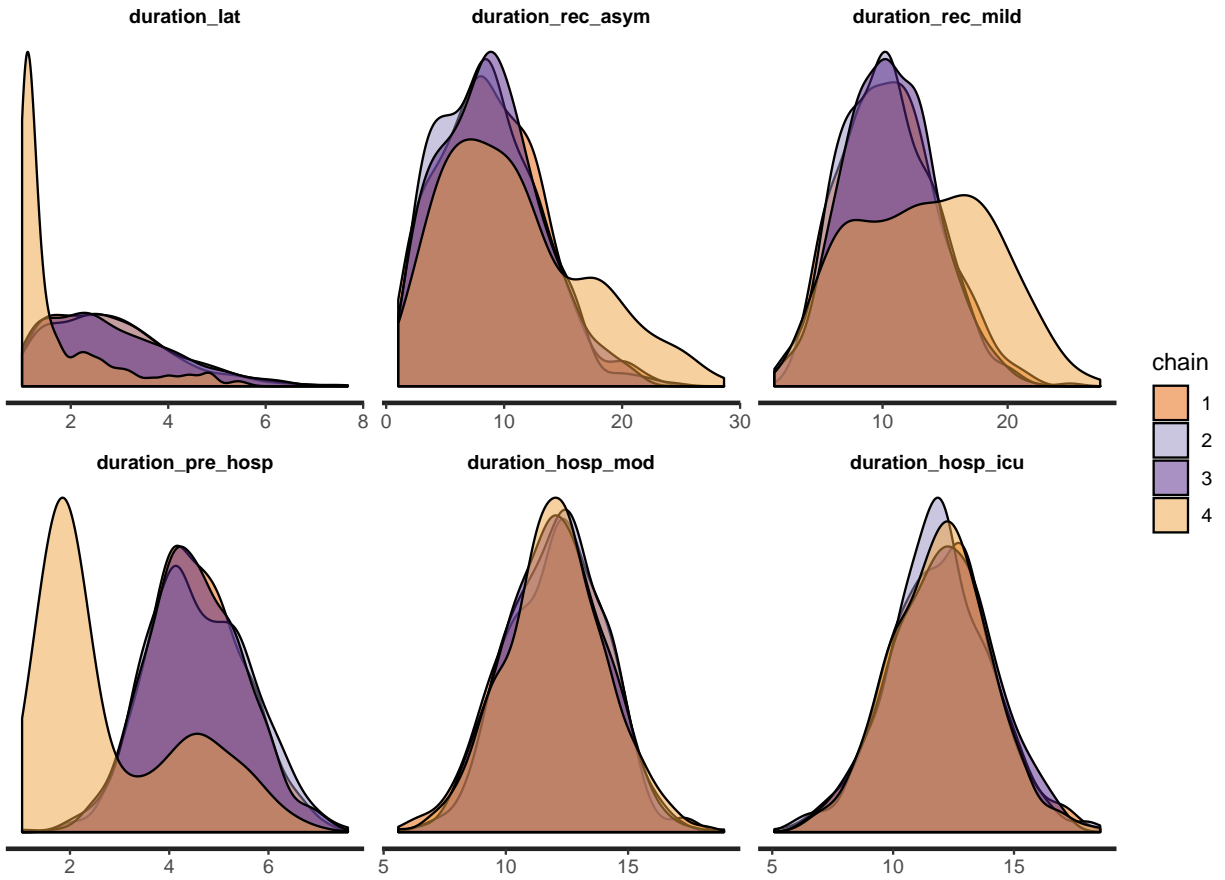 duration_lat
duration_rec_asym
duration_rec_mild
2 4 6 8
0 10 20 30
10 20
duration_pre_hosp
duration_hosp_mod
duration_hosp_icu
2 4 6
5 10 15
5 10 15
chain
1
2
3
4